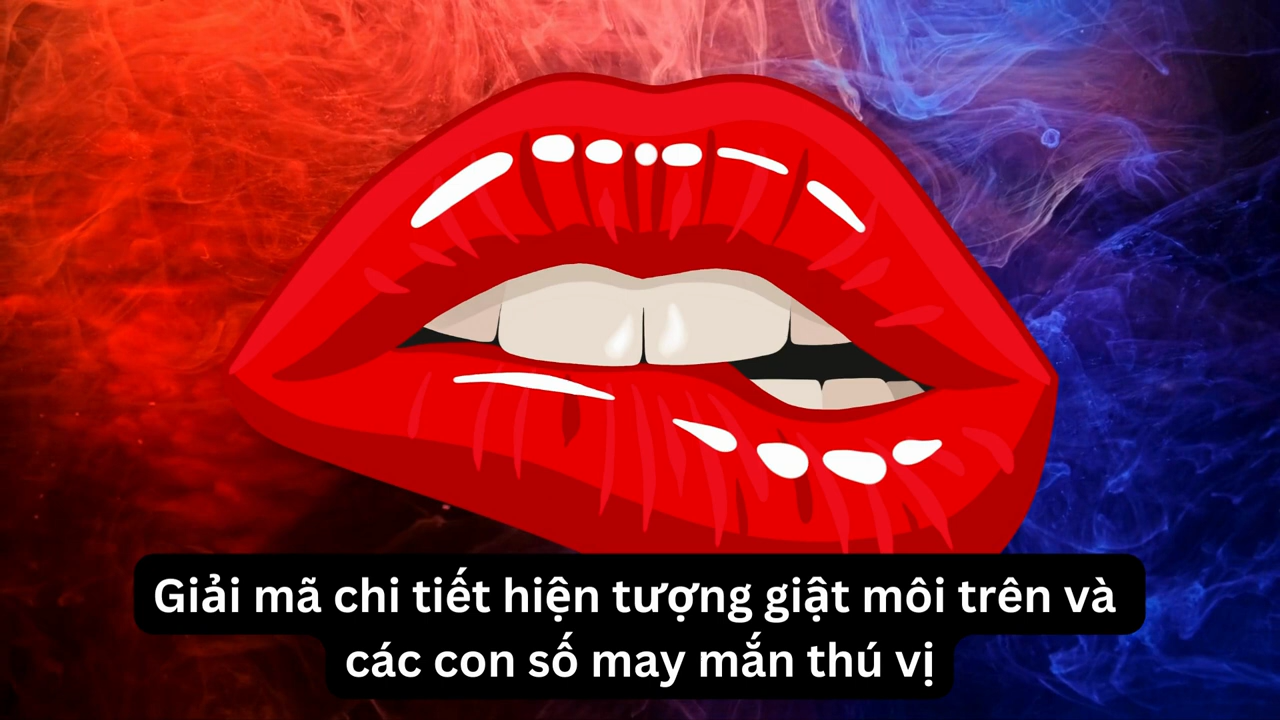 Giải mã chi tiết hiện tượng giật môi trên và
các con số may mắn thú vị